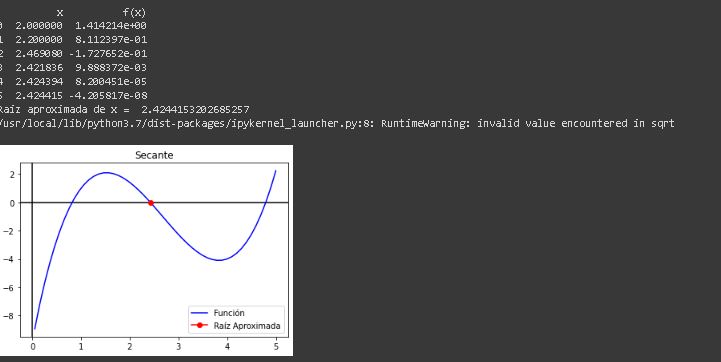 x f(x)
0 2.000000 1.414214e+00
1 2.200000 8.112397e-01
2 2.469080 -1.727652e-01
3 2.421836 9.888372e-03
4 2.424394 8.200451e-05
5 2.424415 -4.205817e-08
Raiz aproximada de x = 2.4244153202685257
/usr/local/lib/python3.7/dist-packages/ipykernel_launcher.py:8: RuntimeWarning: invalid value encountered in sqrt
Secante
2
0
−2
−4
−6
−8
Función
Raíz Aproximada
0 1 2 3 4 5